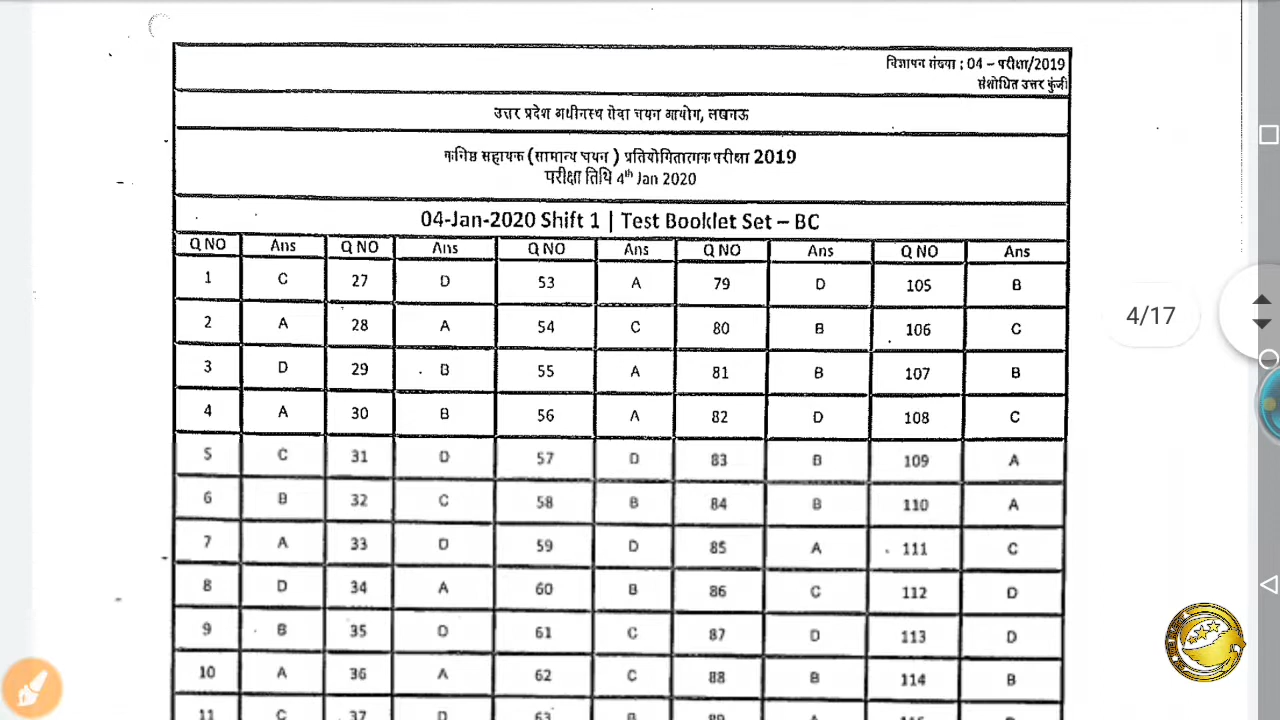 विज्ञापन संख्या : 04 – परीक्षा/2019
संशोधित उत्तर कुंजी
उत्तर प्रदेश अधीनस्थ सेवा चयन आयोग, लखनऊ
कनिष्ठ सहायक (सामान्य चयन) प्रतियोगितात्मक परीक्षा 2019
परीक्षा तिथि 4th Jan 2020
04-Jan-2020 Shift 1 | Test Booklet Set – BC
Q NO Ans Q NO Ans Q NO Ans Q NO Ans Q NO Ans
1 C 27 D 53 A 79 D 105 B
2 A 28 A 54 C 80 B 106 C
3 D 29 B 55 A 81 B 107 B
4 A 30 B 56 A 82 D 108 C
5 C 31 D 57 D 83 B 109 A
6 B 32 C 58 B 84 B 110 A
7 A 33 D 59 D 85 A 111 C
8 D 34 A 60 B 86 C 112 D
9 B 35 D 61 C 87 D 113 D
10 A 36 A 62 C 88 B 114 B
11 C 37 D 63
4/17